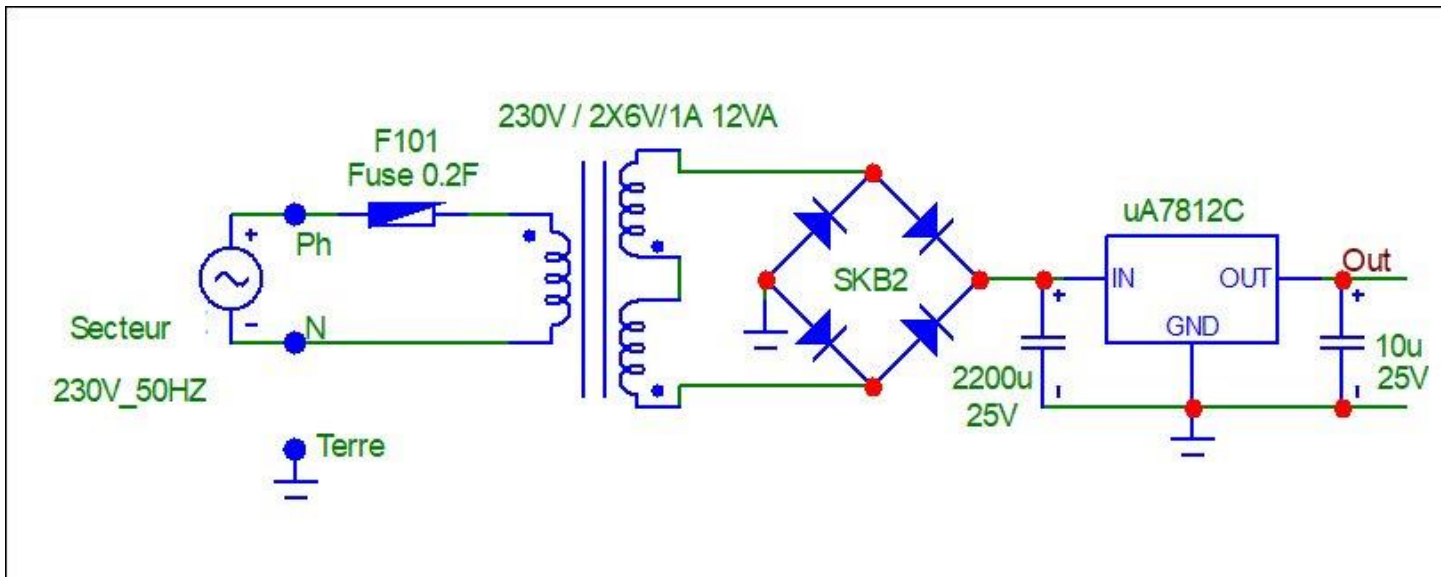 230V / 2X6V/1A 12VA
F101
Fuse 0.2F
uA7812C
+
Ph
Out
SKB2
+
IN
OUT
+
-
GND
Secteur
N
10u
2200u
25V
230V_50HZ
-
-
25V
Terre